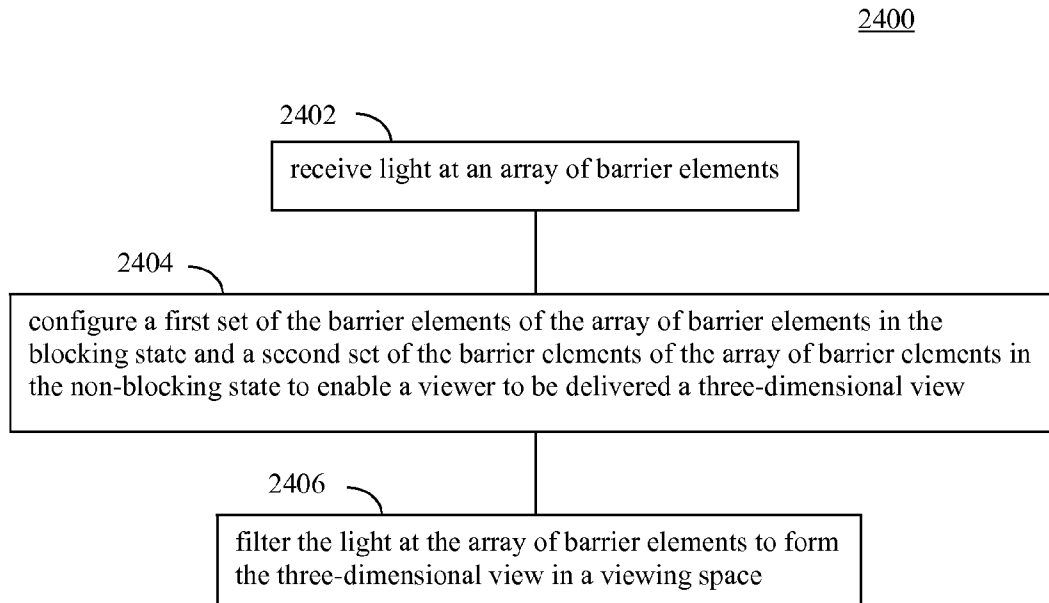 2400
2402
receive light at an array of barrier elements
2404
configure a first set of the barrier elements of the array of barrier elements in the
blocking state and a second set of the barrier elements of the array of barrier elements in
the non-blocking state to enable a viewer to be delivered a three-dimensional view
2406
filter the light at the array of barrier elements to form
the three-dimensional view in a viewing space